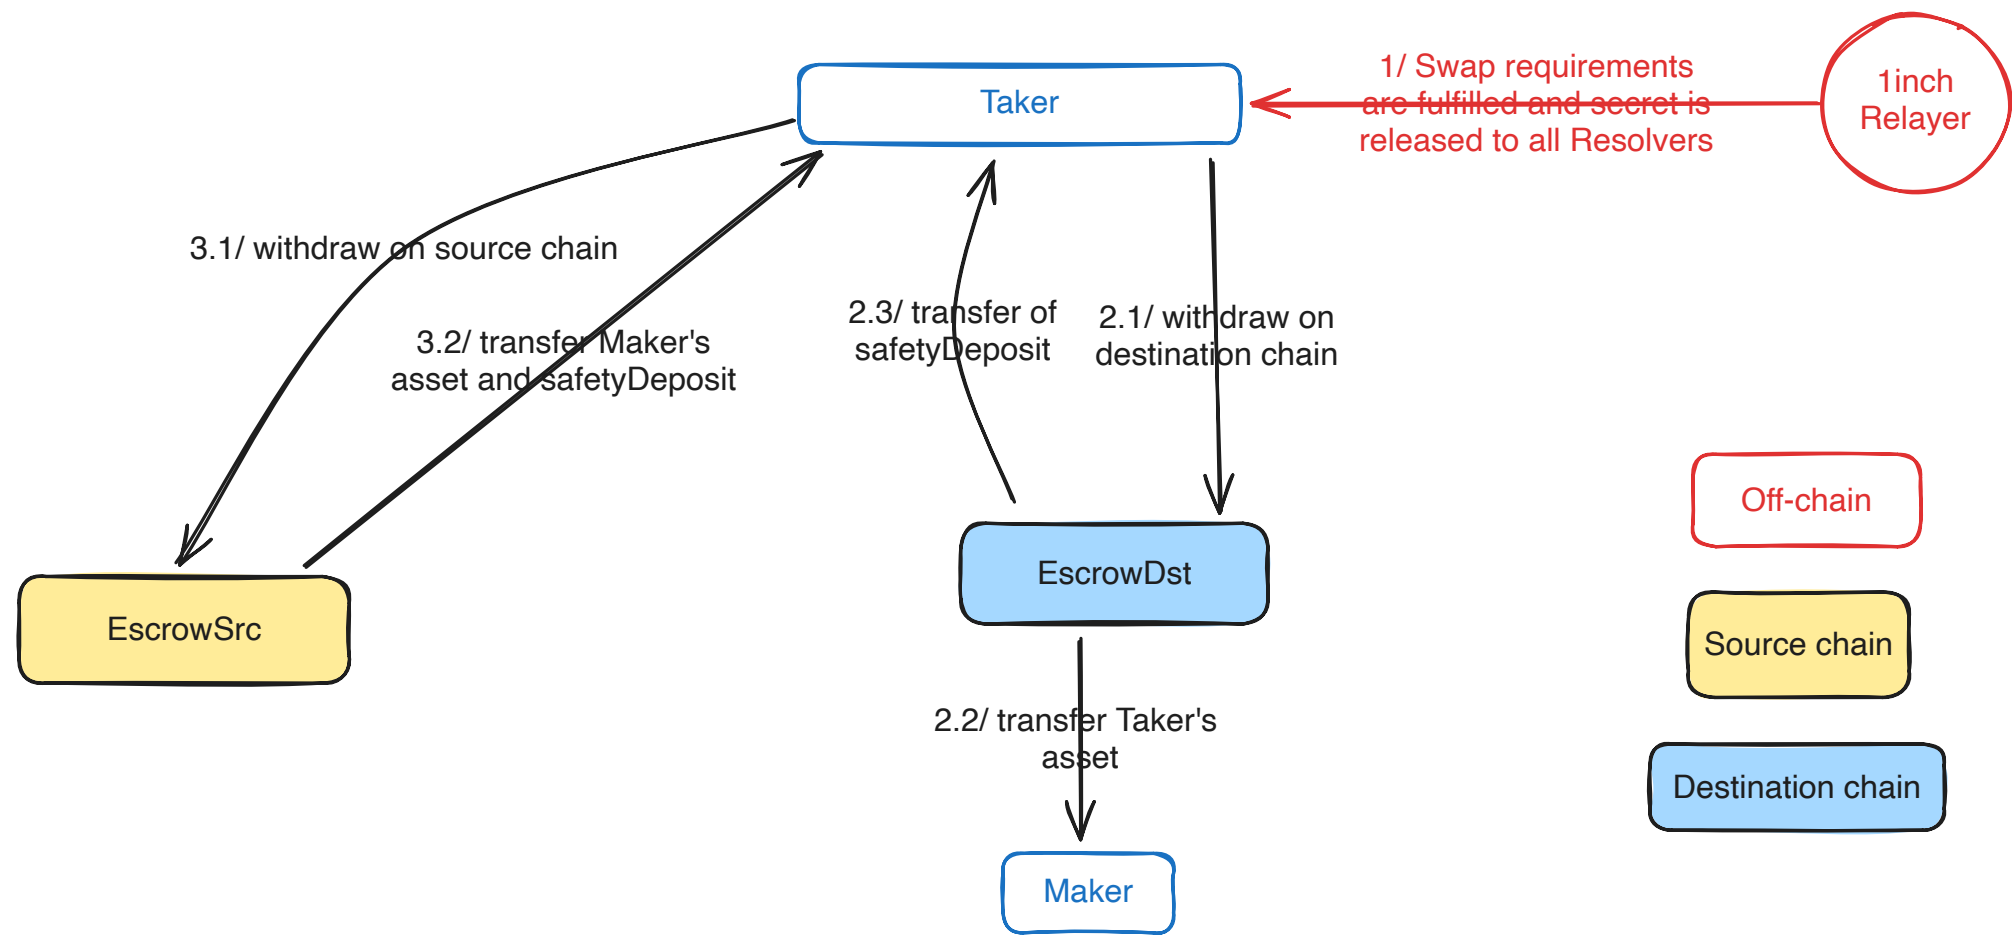 Taker
1/ Swap requirements
are fulfilled and secret is
released to all Resolvers
1inch
Relayer
3.1/ withdraw on source chain
3.2/ transfer Maker's
asset and safetyDeposit
2.3/ transfer of
safetyDeposit
2.1/ withdraw on
destination chain
EscrowSrc
EscrowDst
2.2/ transfer Taker's
asset
Maker
Off-chain
Source chain
Destination chain